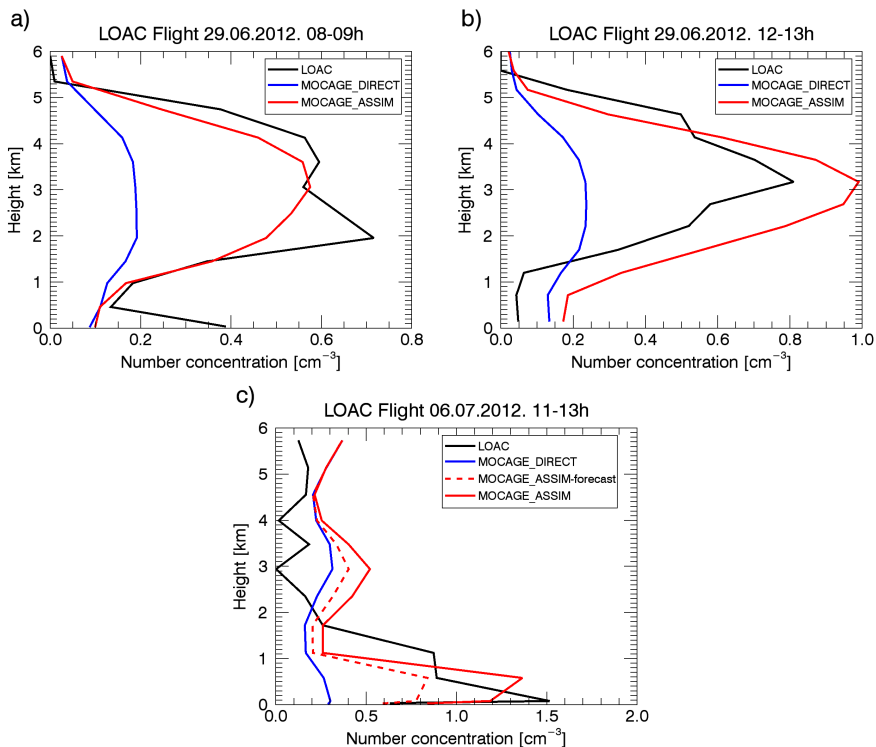 a)
LOAC Flight 29.06.2012. 08-09h
6
5
4
3
2
1
0
Height [km]
LOAC
MOCAGE_DIRECT
MOCAGE_ASSIM
0.0 0.2 0.4 0.6 0.8
Number concentration [cm⁻³]
b)
LOAC Flight 29.06.2012. 12-13h
6
5
4
3
2
1
0
Height [km]
LOAC
MOCAGE_DIRECT
MOCAGE_ASSIM
0.0 0.2 0.4 0.6 0.8 1.0
Number concentration [cm⁻³]
c)
LOAC Flight 06.07.2012. 11-13h
6
5
4
3
2
1
0
Height [km]
LOAC
MOCAGE_DIRECT
MOCAGE_ASSIM-forecast
MOCAGE_ASSIM
0.0 0.5 1.0 1.5 2.0
Number concentration [cm⁻³]